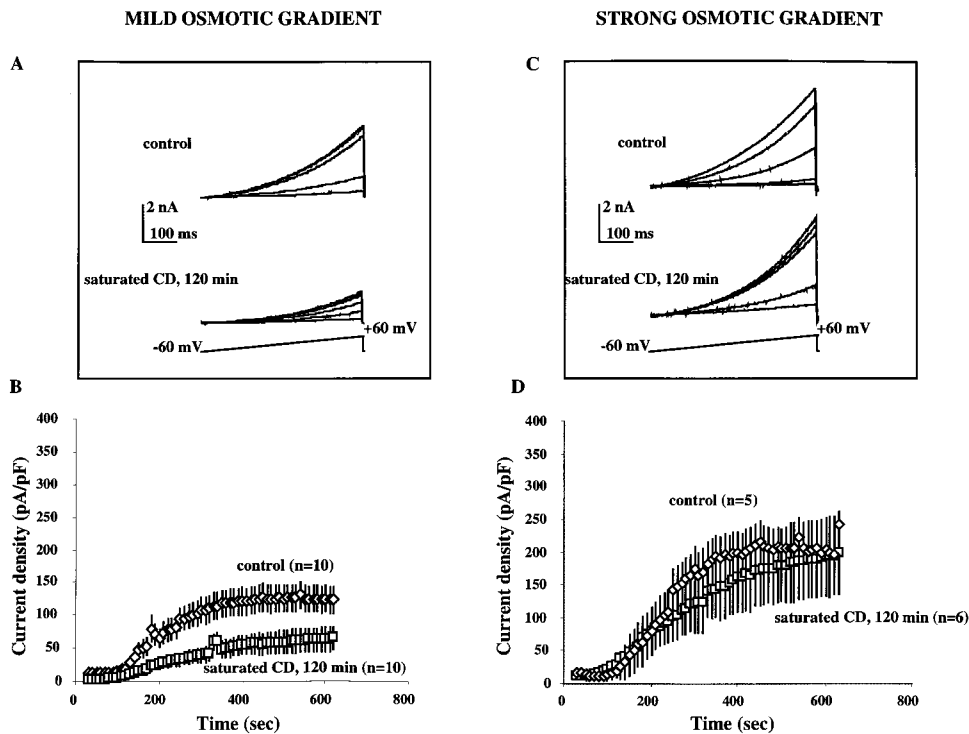 MILD OSMOTIC GRADIENT
STRONG OSMOTIC GRADIENT
A
control
2 nA
100 ms
saturated CD, 120 min
+60 mV
-60 mV
C
control
2 nA
100 ms
saturated CD, 120 min
+60 mV
-60 mV
B
Current density (pA/pF)
400
350
300
250
200
150
100
50
0
control (n=10)
saturated CD, 120 min (n=10)
0
200
400
600
800
Time (sec)
D
Current density (pA/pF)
400
350
300
250
200
150
100
50
0
control (n=5)
saturated CD, 120 min (n=6)
0
200
400
600
800
Time (sec)